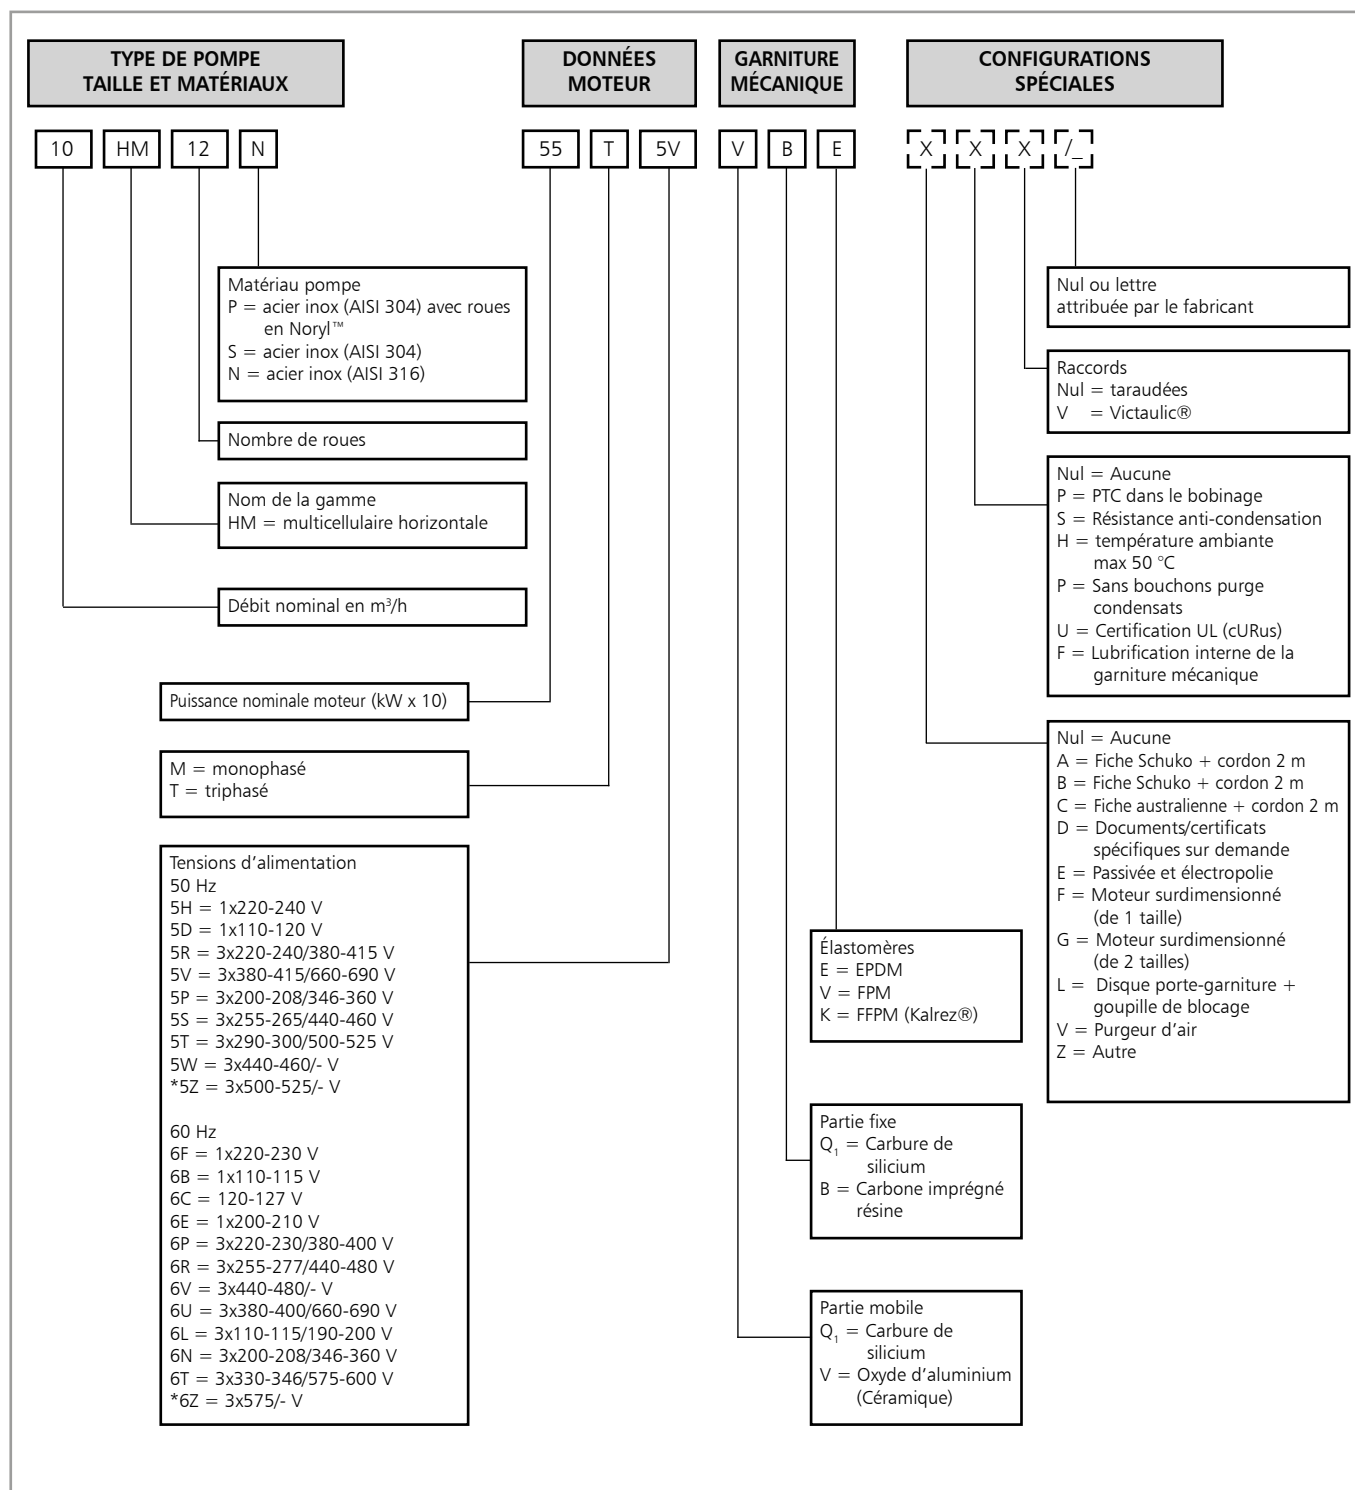 TYPE DE POMPE
TAILLE ET MATÉRIAUX
DONNÉES
MOTEUR
GARNITURE
MÉCANIQUE
CONFIGURATIONS
SPÉCIALES
10 HM 12 N 55 T 5V V B E X X X /_
Matériau pompe
P = acier inox (AISI 304) avec roues
en Noryl™
S = acier inox (AISI 304)
N = acier inox (AISI 316)
Nombre de roues
Nom de la gamme
HM = multicellulaire horizontale
Débit nominal en m³/h
Puissance nominale moteur (kW x 10)
M = monophasé
T = triphasé
Tensions d'alimentation
50 Hz
5H = 1x220-240 V
5D = 1x110-120 V
5R = 3x220-240/380-415 V
5V = 3x380-415/660-690 V
5P = 3x200-208/346-360 V
5S = 3x255-265/440-460 V
5T = 3x290-300/500-525 V
5W = 3x440-460/- V
*5Z = 3x500-525/- V
60 Hz
6F = 1x220-230 V
6B = 1x110-115 V
6C = 120-127 V
6E = 1x200-210 V
6P = 3x220-230/380-400 V
6R = 3x255-277/440-480 V
6V = 3x440-480/- V
6U = 3x380-400/660-690 V
6L = 3x110-115/190-200 V
6N = 3x200-208/346-360 V
6T = 3x330-346/575-600 V
*6Z = 3x575/- V
Élastomères
E = EPDM
V = FPM
K = FFPM (Kalrez®)
Partie fixe
Q₁ = Carbure de
silicium
B = Carbone imprégné
résine
Partie mobile
Q₁ = Carbure de
silicium
V = Oxyde d'aluminium
(Céramique)
Nul ou lettre
attribuée par le fabricant
Raccords
Nul = taraudées
V = Victaulic®
Nul = Aucune
P = PTC dans le bobinage
S = Résistance anti-condensation
H = température ambiante
max 50 °C
P = Sans bouchons purge
condensats
U = Certification UL (cURus)
F = Lubrification interne de la
garniture mécanique
Nul = Aucune
A = Fiche Schuko + cordon 2 m
B = Fiche Schuko + cordon 2 m
C = Fiche australienne + cordon 2 m
D = Documents/certificats
spécifiques sur demande
E = Passivée et électropolie
F = Moteur surdimensionné
(de 1 taille)
G = Moteur surdimensionné
(de 2 tailles)
L = Disque porte-garniture +
goupille de blocage
V = Purgeur d'air
Z = Autre